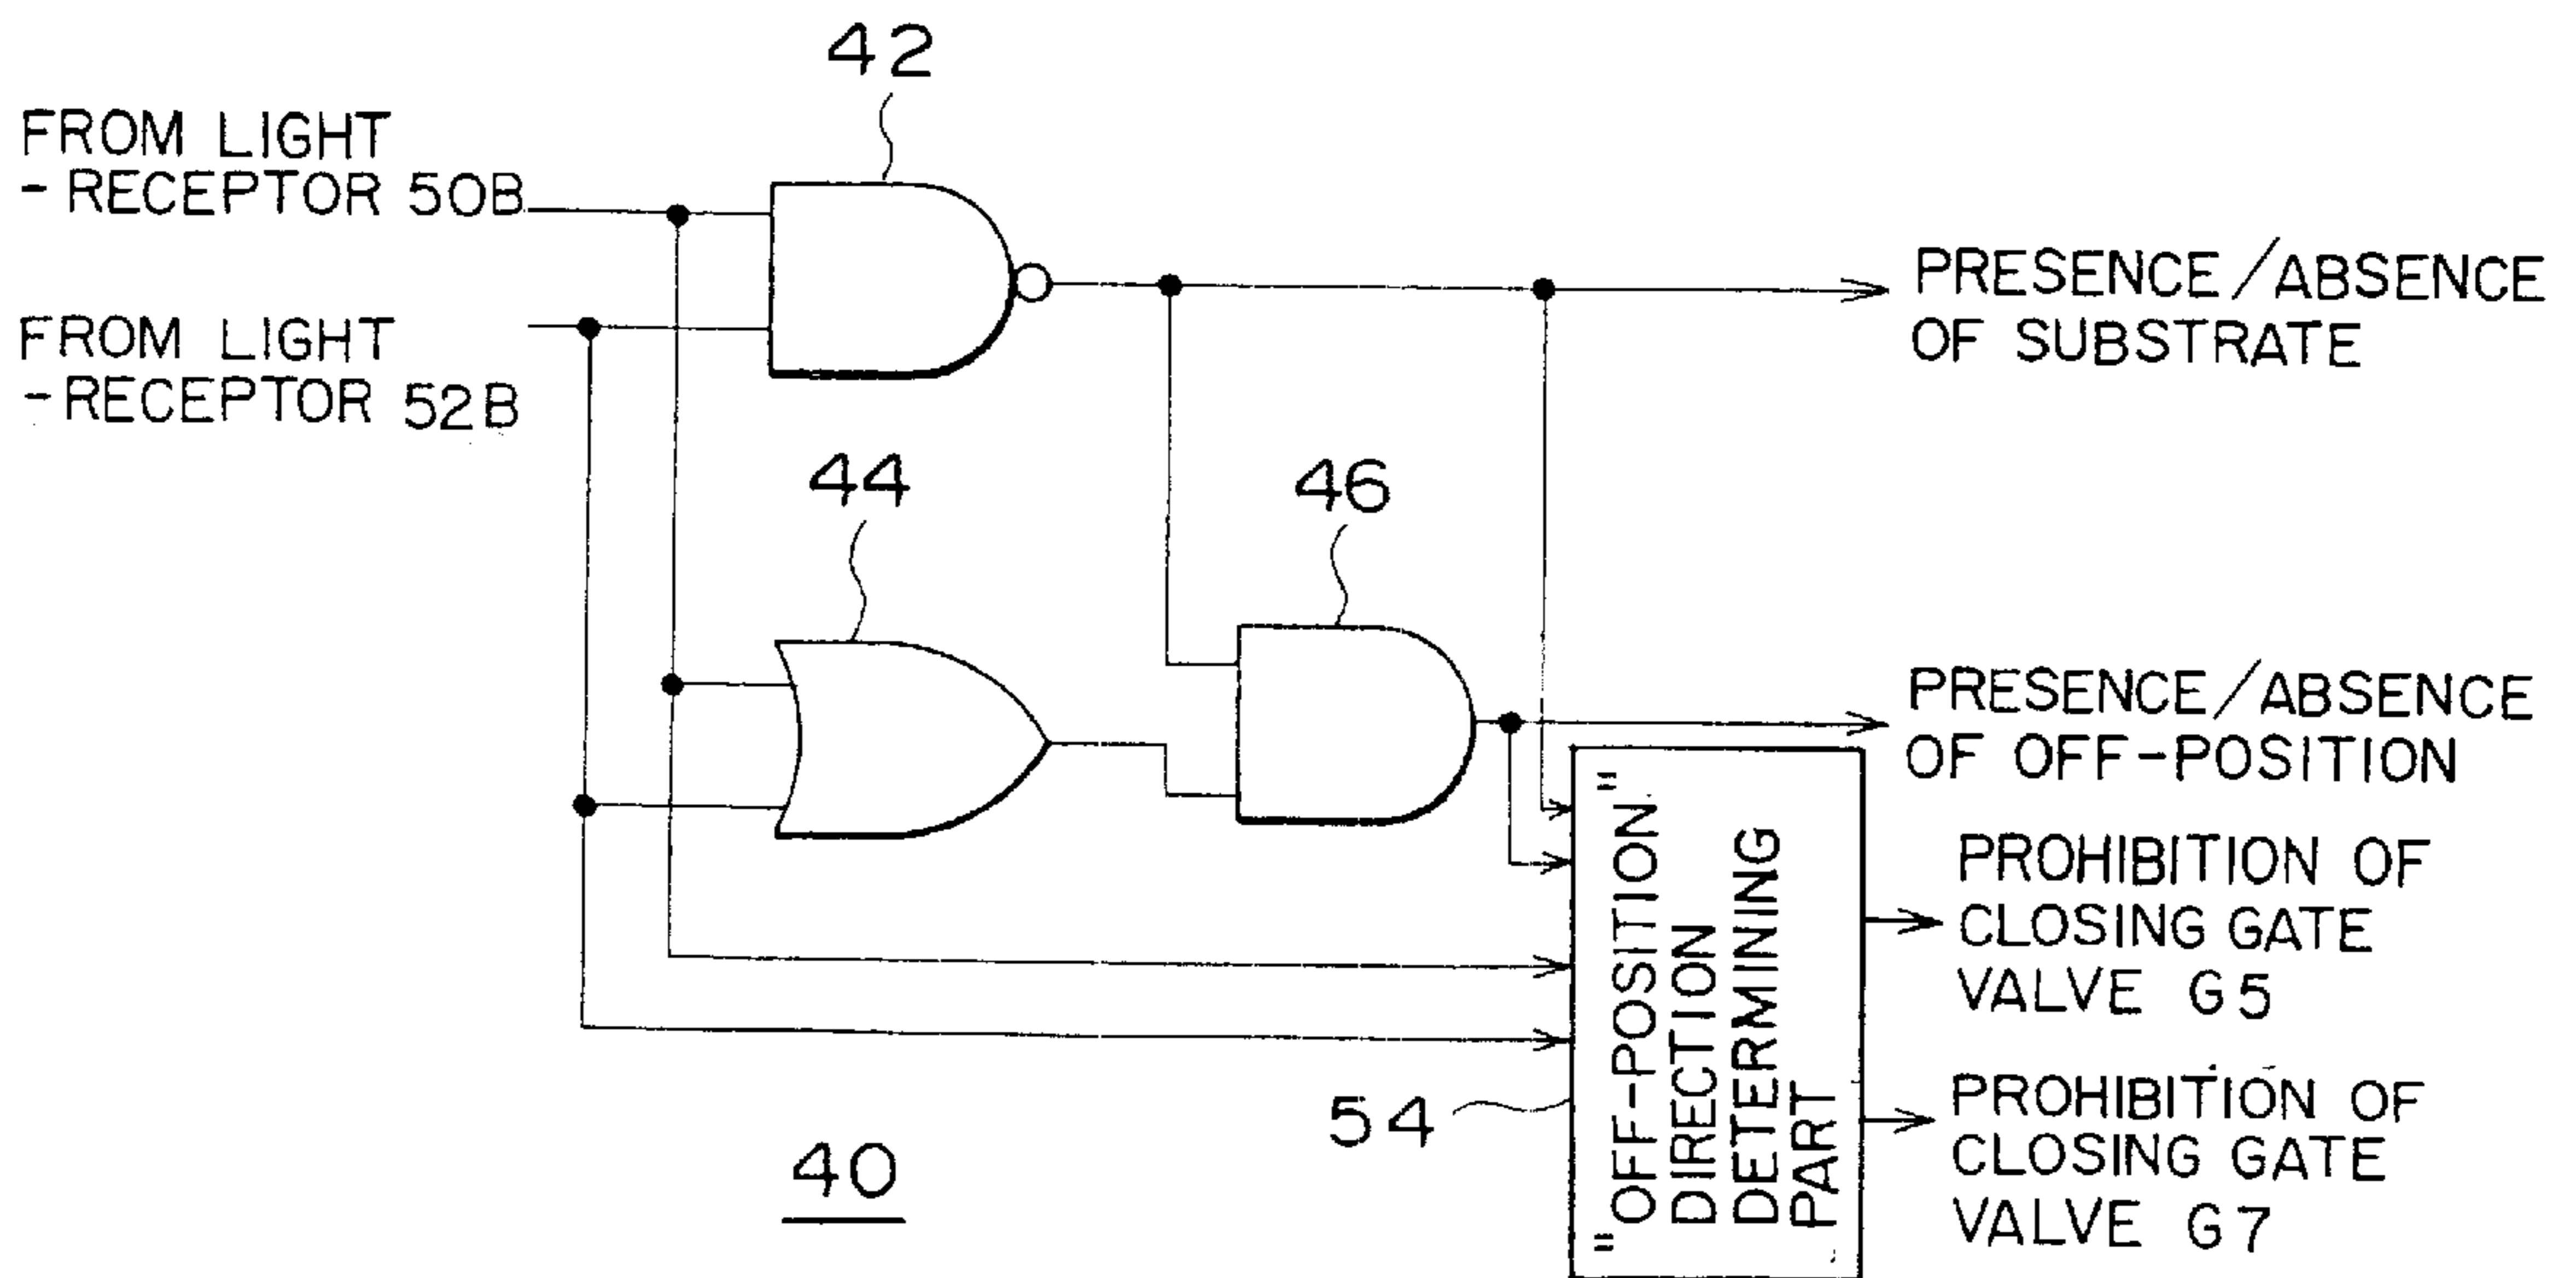 42
FROM LIGHT
-RECEPTOR 50B
FROM LIGHT
-RECEPTOR 52B
PRESENCE/ABSENCE
OF SUBSTRATE
44
46
PRESENCE/ABSENCE
OF OFF-POSITION
"OFF-POSITION"
DIRECTION
DETERMINING
PART
PROHIBITION OF
CLOSING GATE
VALVE G5
PROHIBITION OF
CLOSING GATE
VALVE G7
54
40